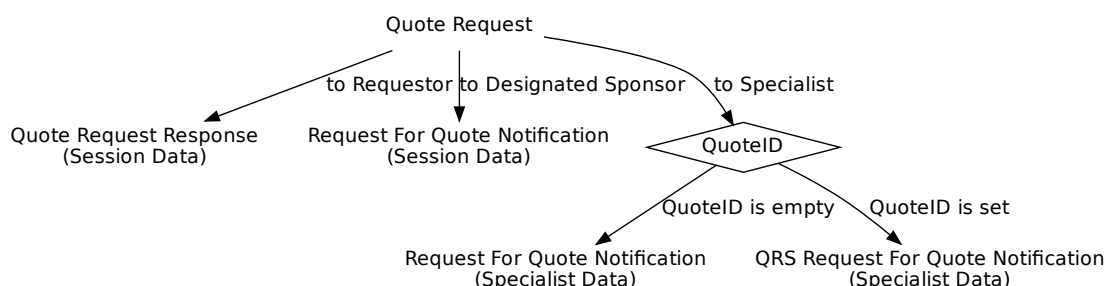 Quote Request
to Requestor
to Designated Sponsor
to Specialist
Quote Request Response
(Session Data)
Request For Quote Notification
(Session Data)
QuoteID
QuoteID is empty
QuoteID is set
Request For Quote Notification
(Specialist Data)
QRS Request For Quote Notification
(Specialist Data)